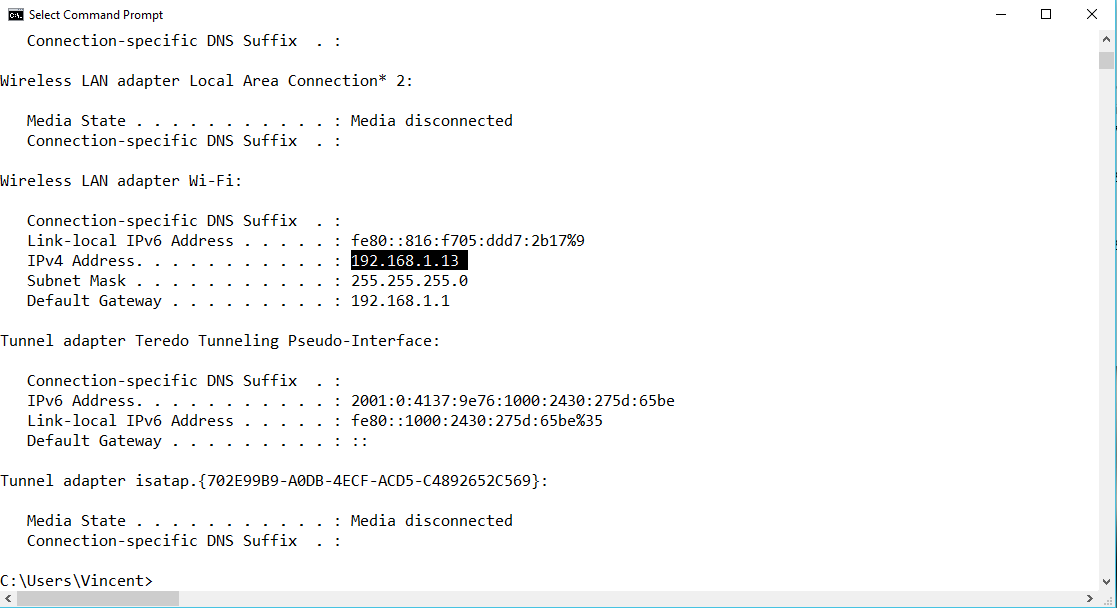 Select Command Prompt
   Connection-specific DNS Suffix  . :
Wireless LAN adapter Local Area Connection* 2:
   Media State . . . . . . . . . . . : Media disconnected
   Connection-specific DNS Suffix  . :
Wireless LAN adapter Wi-Fi:
   Connection-specific DNS Suffix  . :
   Link-local IPv6 Address . . . . . : fe80::816:f705:ddd7:2b17%9
   IPv4 Address. . . . . . . . . . . : 192.168.1.13
   Subnet Mask . . . . . . . . . . . : 255.255.255.0
   Default Gateway . . . . . . . . . : 192.168.1.1
Tunnel adapter Teredo Tunneling Pseudo-Interface:
   Connection-specific DNS Suffix  . :
   IPv6 Address. . . . . . . . . . . : 2001:0:4137:9e76:1000:2430:275d:65be
   Link-local IPv6 Address . . . . . : fe80::1000:2430:275d:65be%35
   Default Gateway . . . . . . . . . : ::
Tunnel adapter isatap.{702E99B9-A0DB-4ECF-ACD5-C4892652C569}:
   Media State . . . . . . . . . . . : Media disconnected
   Connection-specific DNS Suffix  . :
C:\Users\Vincent>